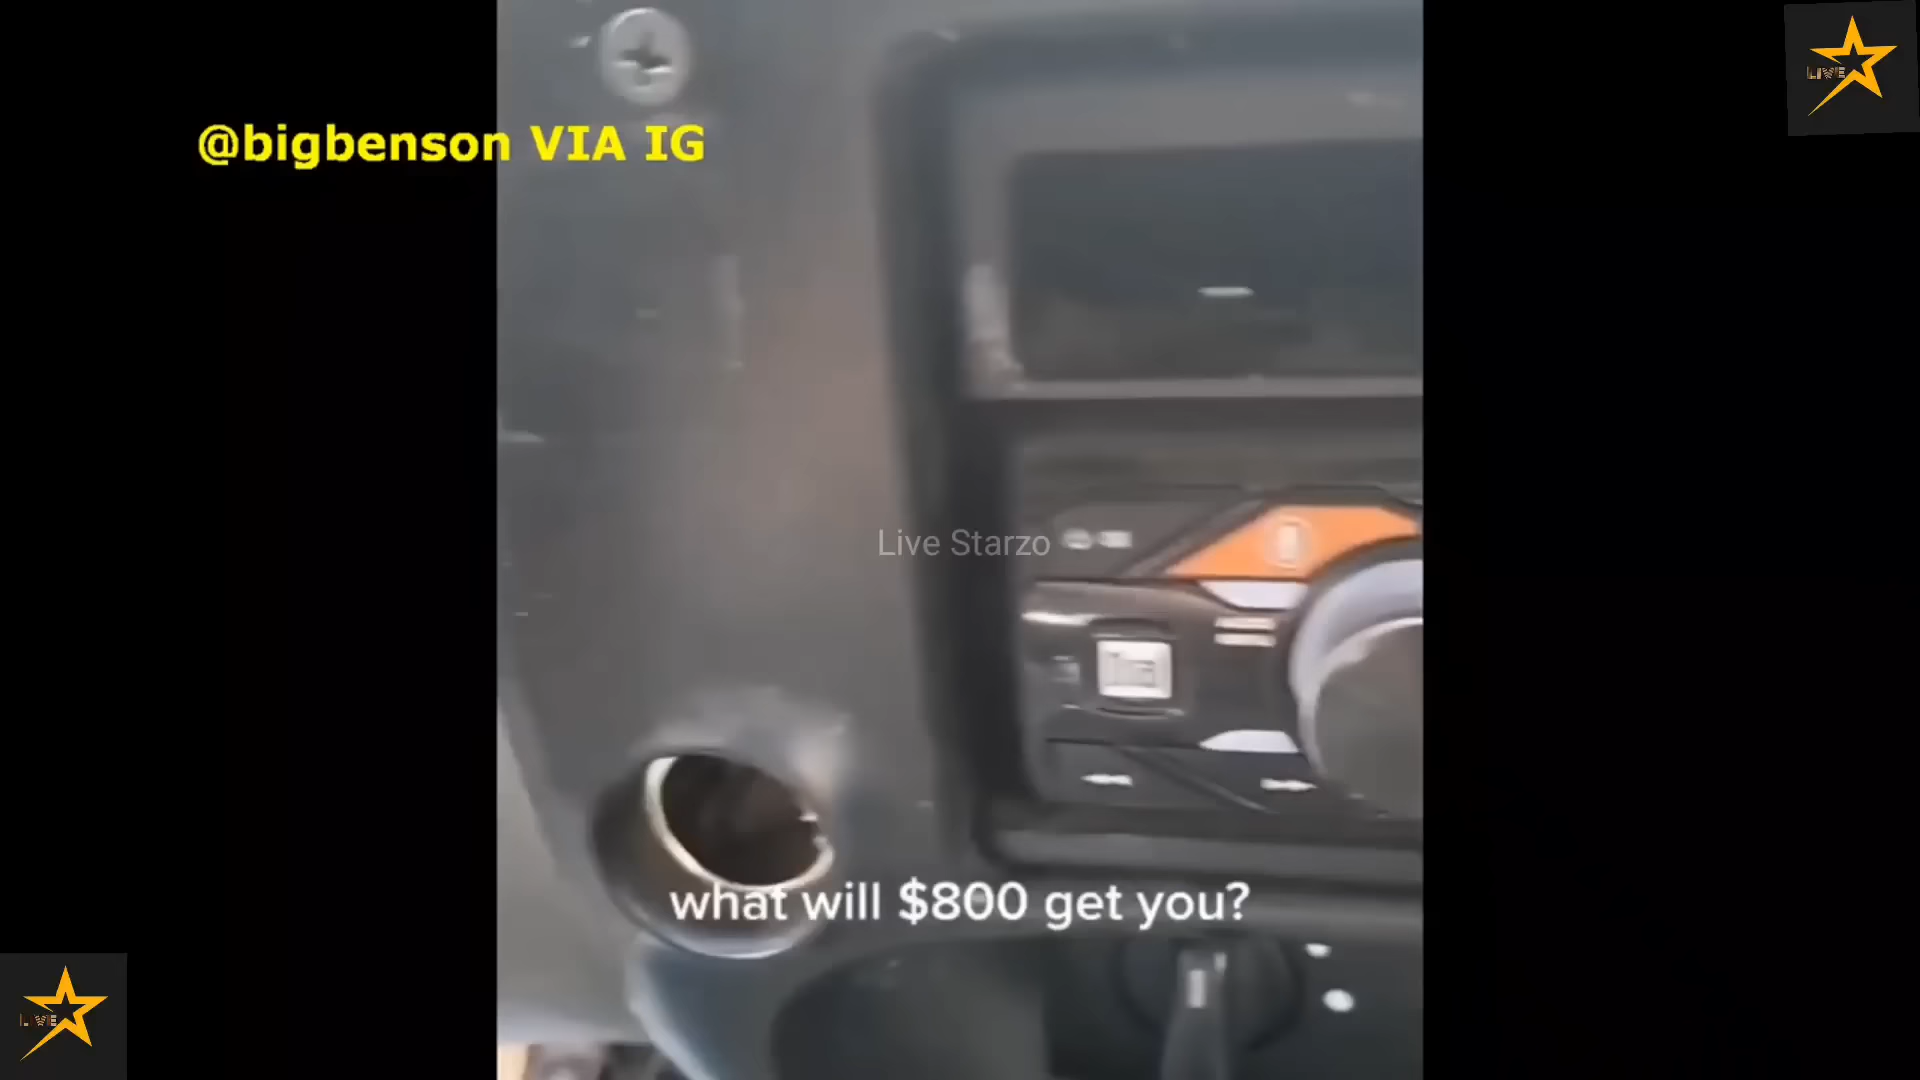 LIVE
@bigbenson VIA IG
Live Starzo
what will $800 get you?
LIVE